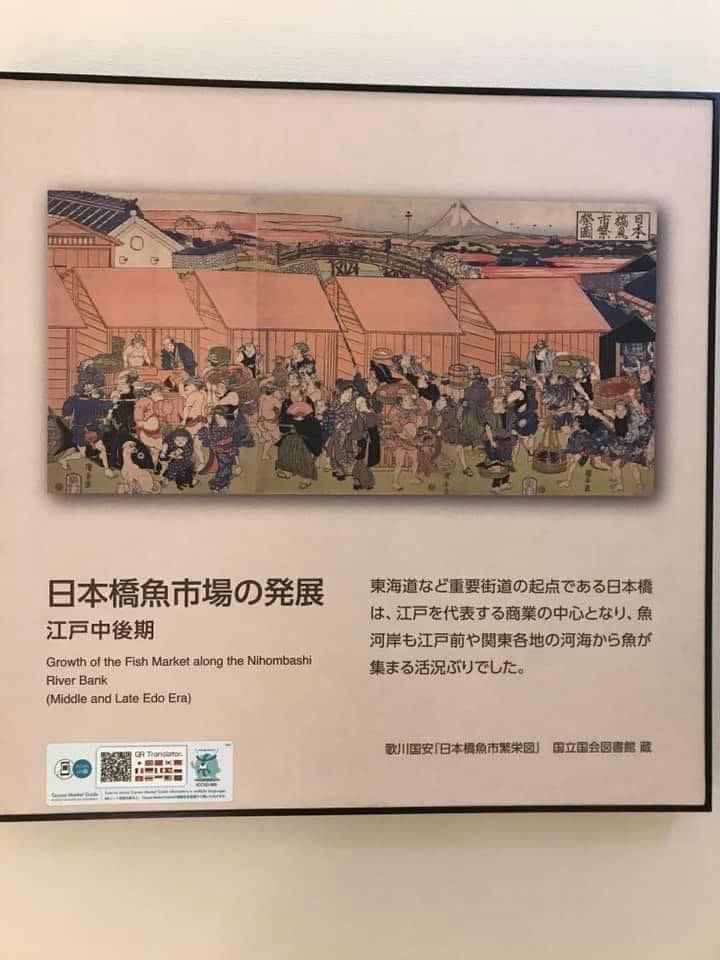 日本
橋魚
市繁
榮圖
日本橋魚市場の発展
江戸中後期
Growth of the Fish Market along the Nihombashi
River Bank
(Middle and Late Edo Era)
東海道など重要街道の起点である日本橋
は、江戸を代表する商業の中心となり、魚
河岸も江戸前や関東各地の河海から魚が
集まる活況ぶりでした。
歌川国安『日本橋魚市繁栄図』 国立国会図書館 蔵
QR Translator